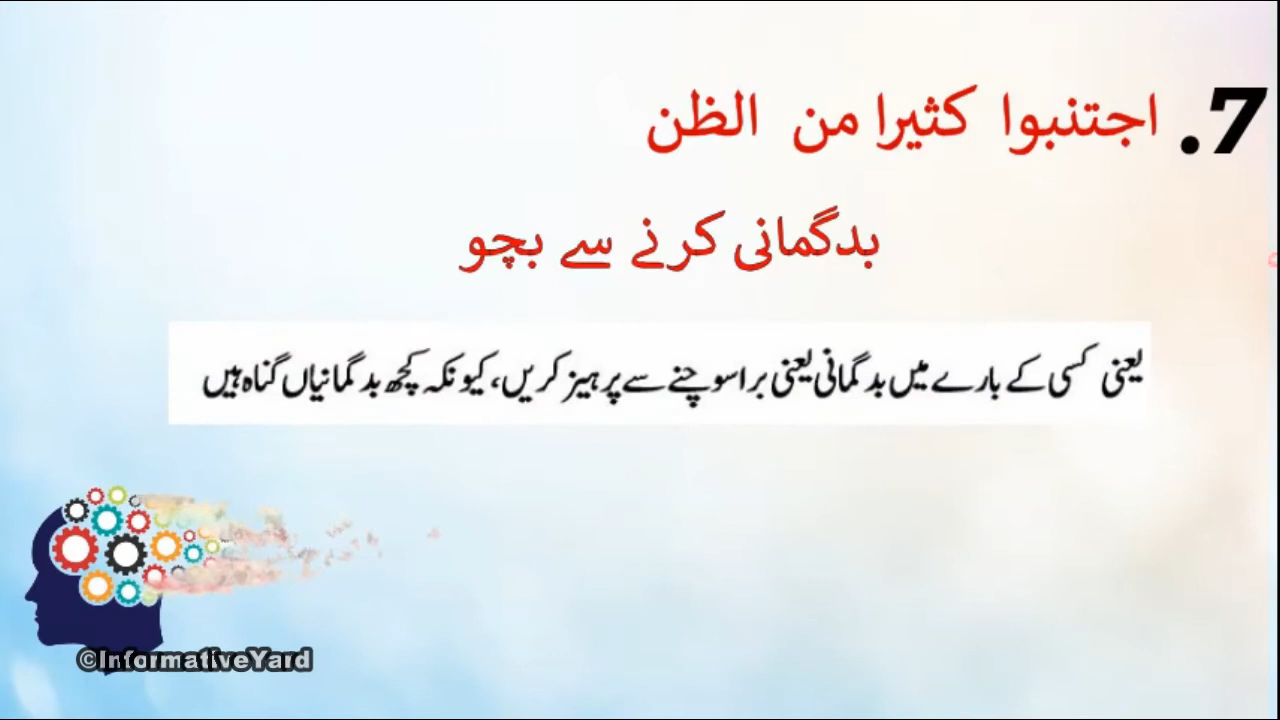 7. اجتنبوا كثيرا من الظن
بدگمانی کرنے سے بچو
یعنی کسی کے بارے میں بدگمانی یعنی برا سوچنے سے پرہیز کریں، کیونکہ کچھ بدگمانیاں گناہ ہیں
©InformativeYard